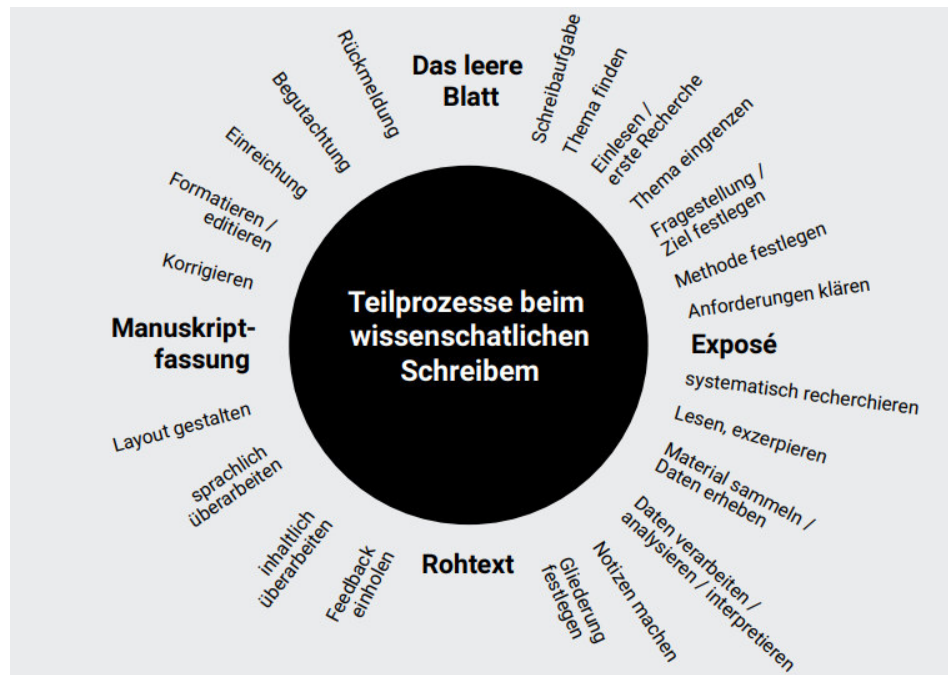 Das leere
Blatt
Schreibaufgabe
Thema finden
Einlesen /
erste Recherche
Thema eingrenzen
Fragestellung /
Ziel festlegen
Methode festlegen
Anforderungen klären
Exposé
systematisch recherchieren
Lesen, exzerpieren
Material sammeln /
Daten erheben
Daten verarbeiten /
analysieren / interpretieren
Notizen machen
Gliederung
festlegen
Rohtext
Feedback
einholen
inhaltlich
überarbeiten
sprachlich
überarbeiten
Layout gestalten
Manuskript-
fassung
Korrigieren
Formatieren /
editieren
Einreichung
Begutachtung
Rückmeldung
Teilprozesse beim
wissenschatlichen
Schreibem